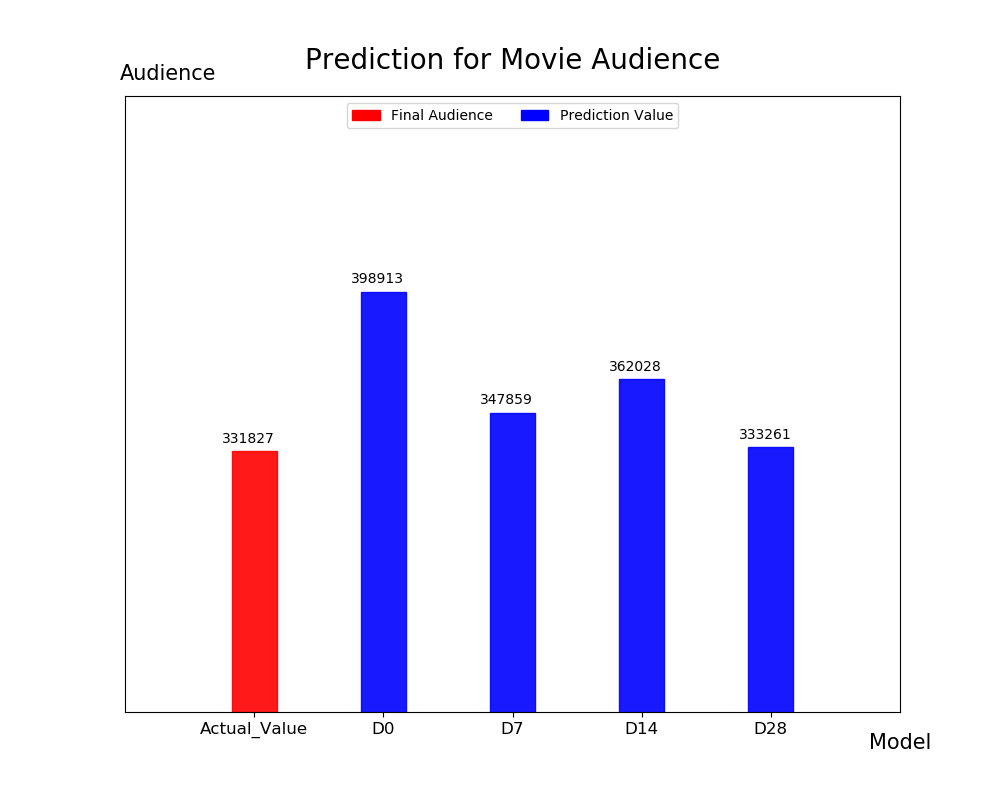 Prediction for Movie Audience
Audience
Final Audience
Prediction Value
398913
362028
347859
333261
331827
Actual_Value
D0
D7
D14
D28
Model